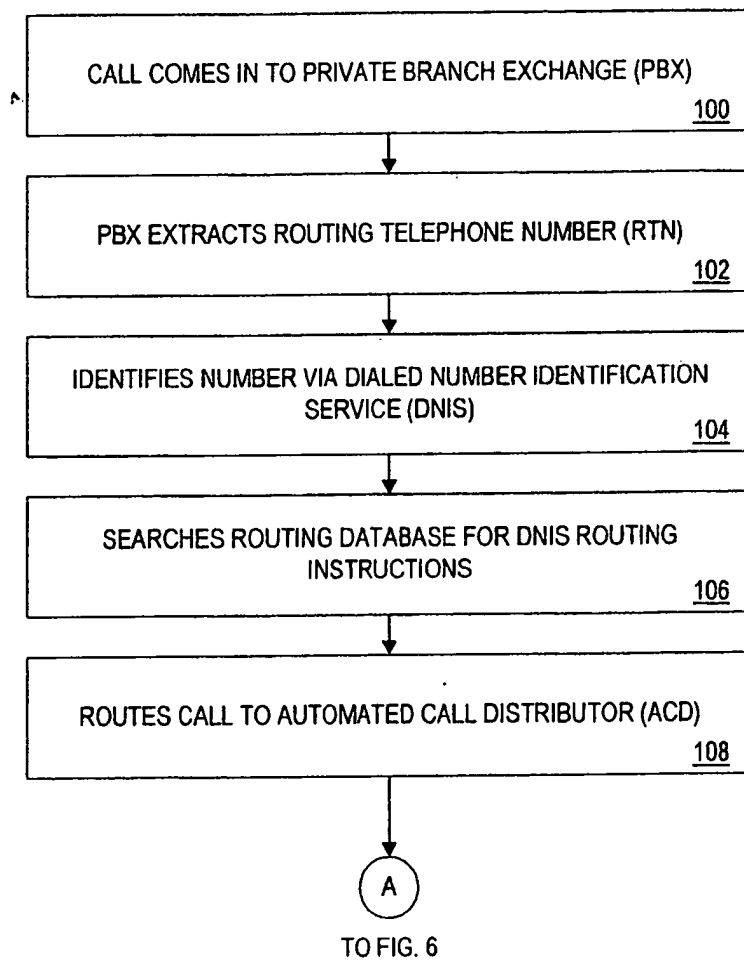 CALL COMES IN TO PRIVATE BRANCH EXCHANGE (PBX)
100
PBX EXTRACTS ROUTING TELEPHONE NUMBER (RTN)
102
IDENTIFIES NUMBER VIA DIALED NUMBER IDENTIFICATION
SERVICE (DNIS)
104
SEARCHES ROUTING DATABASE FOR DNIS ROUTING
INSTRUCTIONS
106
ROUTES CALL TO AUTOMATED CALL DISTRIBUTOR (ACD)
108
A
TO FIG. 6